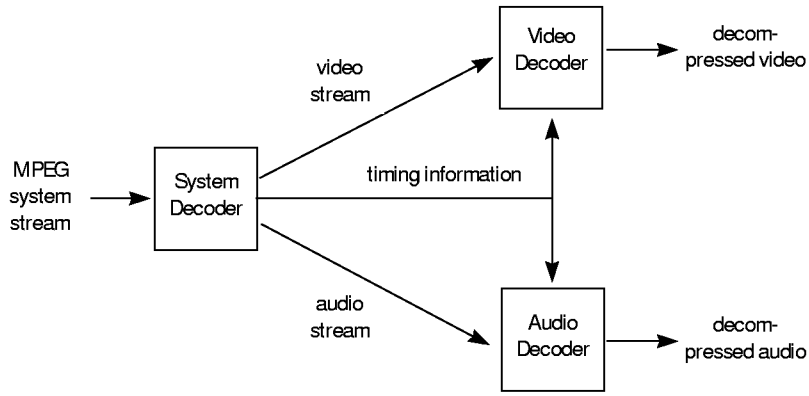 MPEG
system
stream
System
Decoder
video
stream
timing information
audio
stream
Video
Decoder
decom-
pressed video
Audio
Decoder
decom-
pressed audio